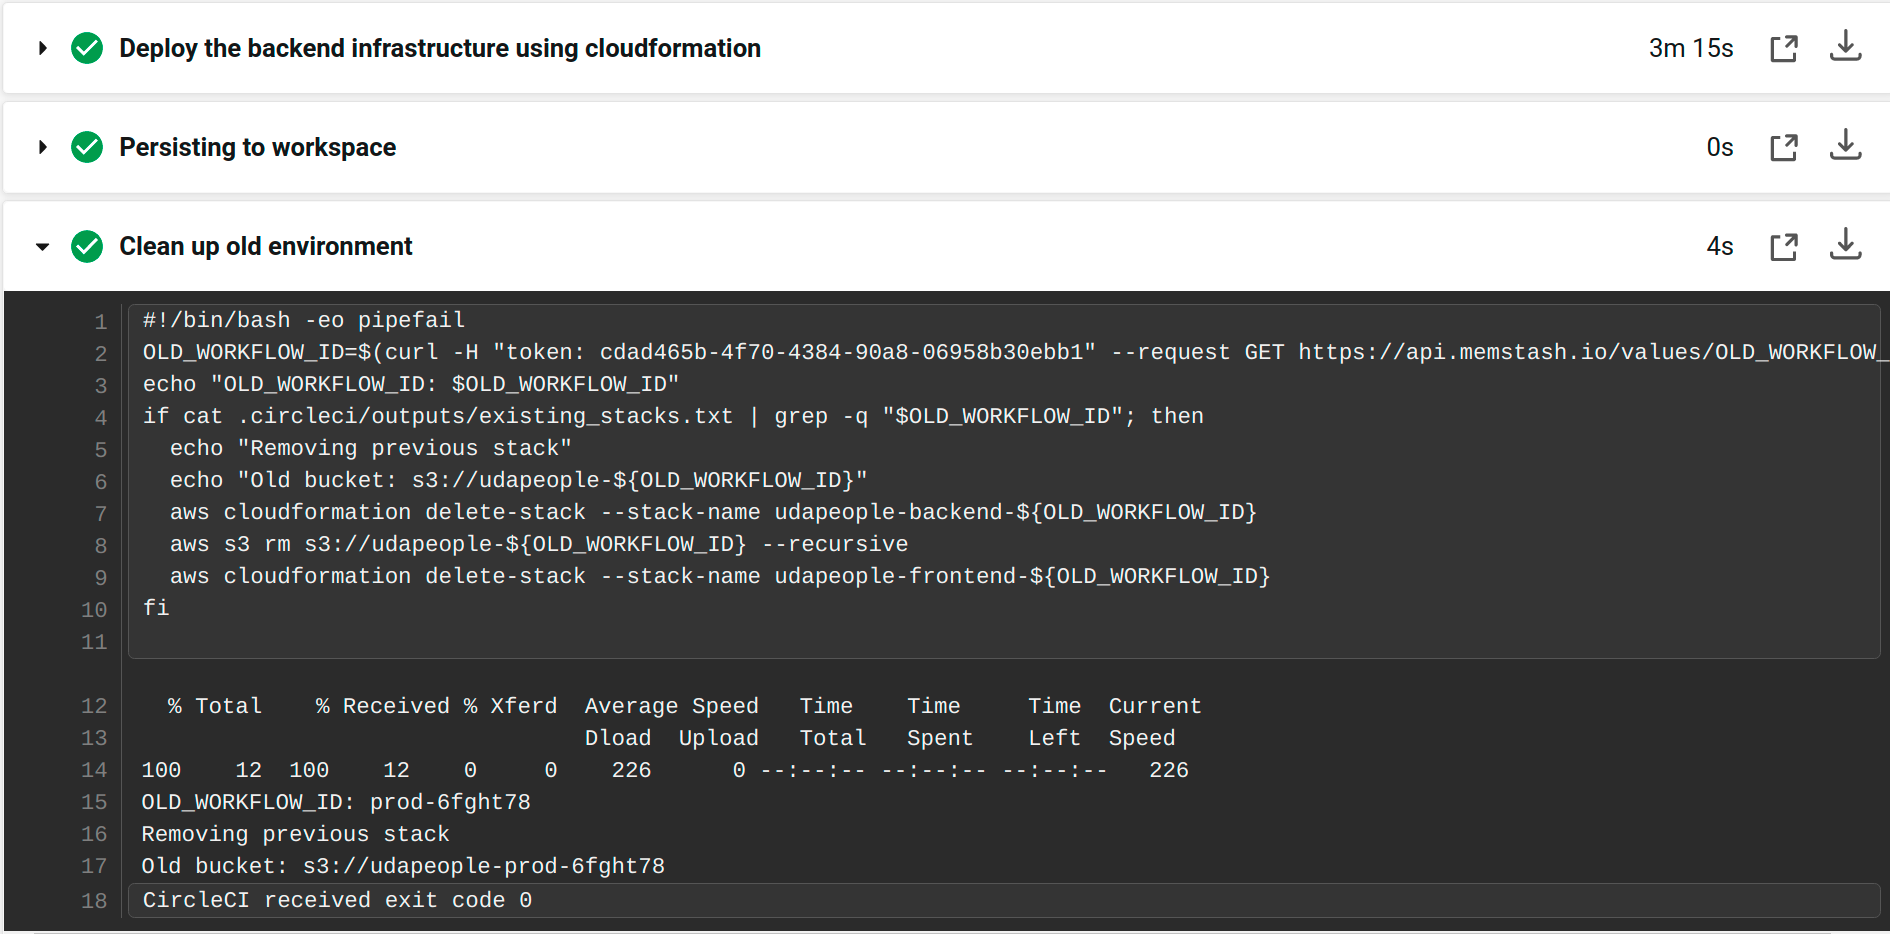 Deploy the backend infrastructure using cloudformation 3m 15s
Persisting to workspace 0s
Clean up old environment 4s
1 #!/bin/bash -eo pipefail
2 OLD_WORKFLOW_ID=$(curl -H "token: cdad465b-4f70-4384-90a8-06958b30ebb1" --request GET https://api.memstash.io/values/OLD_WORKFLOW_
3 echo "OLD_WORKFLOW_ID: $OLD_WORKFLOW_ID"
4 if cat .circleci/outputs/existing_stacks.txt | grep -q "$OLD_WORKFLOW_ID"; then
5   echo "Removing previous stack"
6   echo "Old bucket: s3://udapeople-${OLD_WORKFLOW_ID}"
7   aws cloudformation delete-stack --stack-name udapeople-backend-${OLD_WORKFLOW_ID}
8   aws s3 rm s3://udapeople-${OLD_WORKFLOW_ID} --recursive
9   aws cloudformation delete-stack --stack-name udapeople-frontend-${OLD_WORKFLOW_ID}
10 fi
11
12   % Total    % Received % Xferd  Average Speed   Time    Time     Time  Current
13                                  Dload  Upload   Total   Spent    Left  Speed
14 100    12  100    12    0     0    226      0 --:--:-- --:--:-- --:--:--   226
15 OLD_WORKFLOW_ID: prod-6fght78
16 Removing previous stack
17 Old bucket: s3://udapeople-prod-6fght78
18 CircleCI received exit code 0